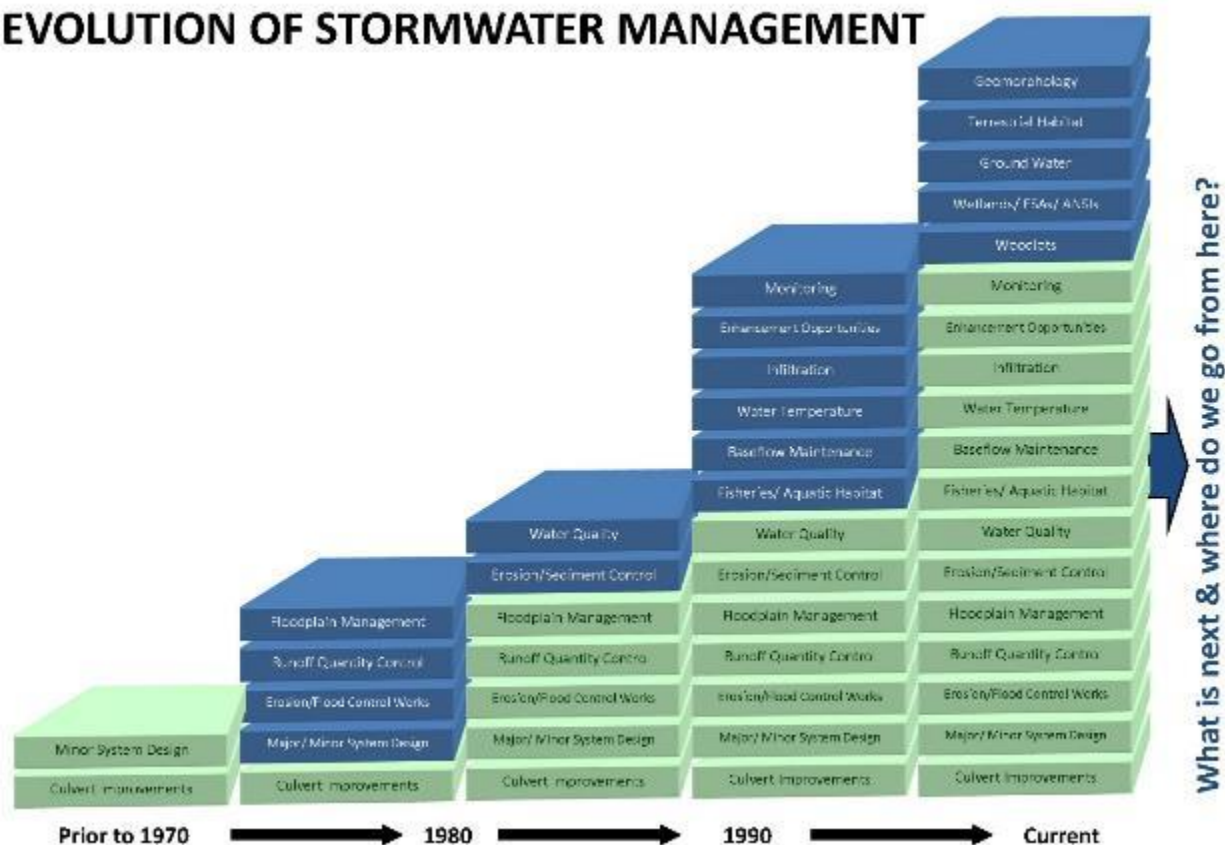 EVOLUTION OF STORMWATER MANAGEMENT
Minor System Design
Culvert Improvements
Floodplain Management
Runoff Quantity Control
Erosion/Flood Control Works
Major/ Minor System Design
Culvert Improvements
Water Quality
Erosion/Sediment Control
Floodplain Management
Runoff Quantity Control
Erosion/Flood Control Works
Major/ Minor System Design
Culvert Improvements
Monitoring
Enhancement Opportunities
Infiltration
Water Temperature
Baseflow Maintenance
Fisheries/ Aquatic Habitat
Water Quality
Erosion/Sediment Control
Floodplain Management
Runoff Quantity Control
Erosion/Flood Control Works
Major/ Minor System Design
Culvert Improvements
Geomorphology
Terrestrial Habitat
Ground Water
Wetlands/ ESAs/ ANSIs
Woodlots
Monitoring
Enhancement Opportunities
Infiltration
Water Temperature
Baseflow Maintenance
Fisheries/ Aquatic Habitat
Water Quality
Erosion/Sediment Control
Floodplain Management
Runoff Quantity Control
Erosion/Flood Control Works
Major/ Minor System Design
Culvert Improvements
Prior to 1970
1980
1990
Current
What is next & where do we go from here?